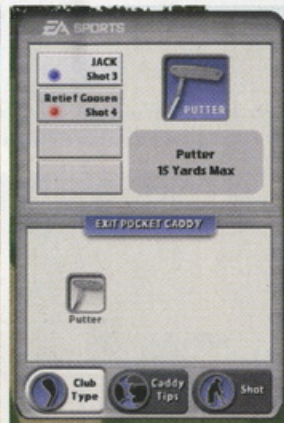 EA SPORTS
JACK
Shot 3
PUTTER
Retief Goosen
Shot 4
Putter
15 Yards Max
EXIT POCKET CADDY
Putter
Club
Type
Caddy
Tips
Shot